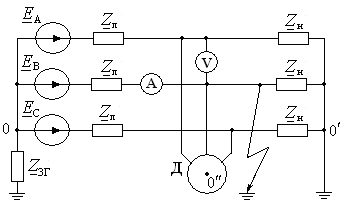 E_A Z_л Z_н
V
E_B Z_л A Z_н
E_C Z_л Z_н
0 0'
Д 0''
Z_ЗГ